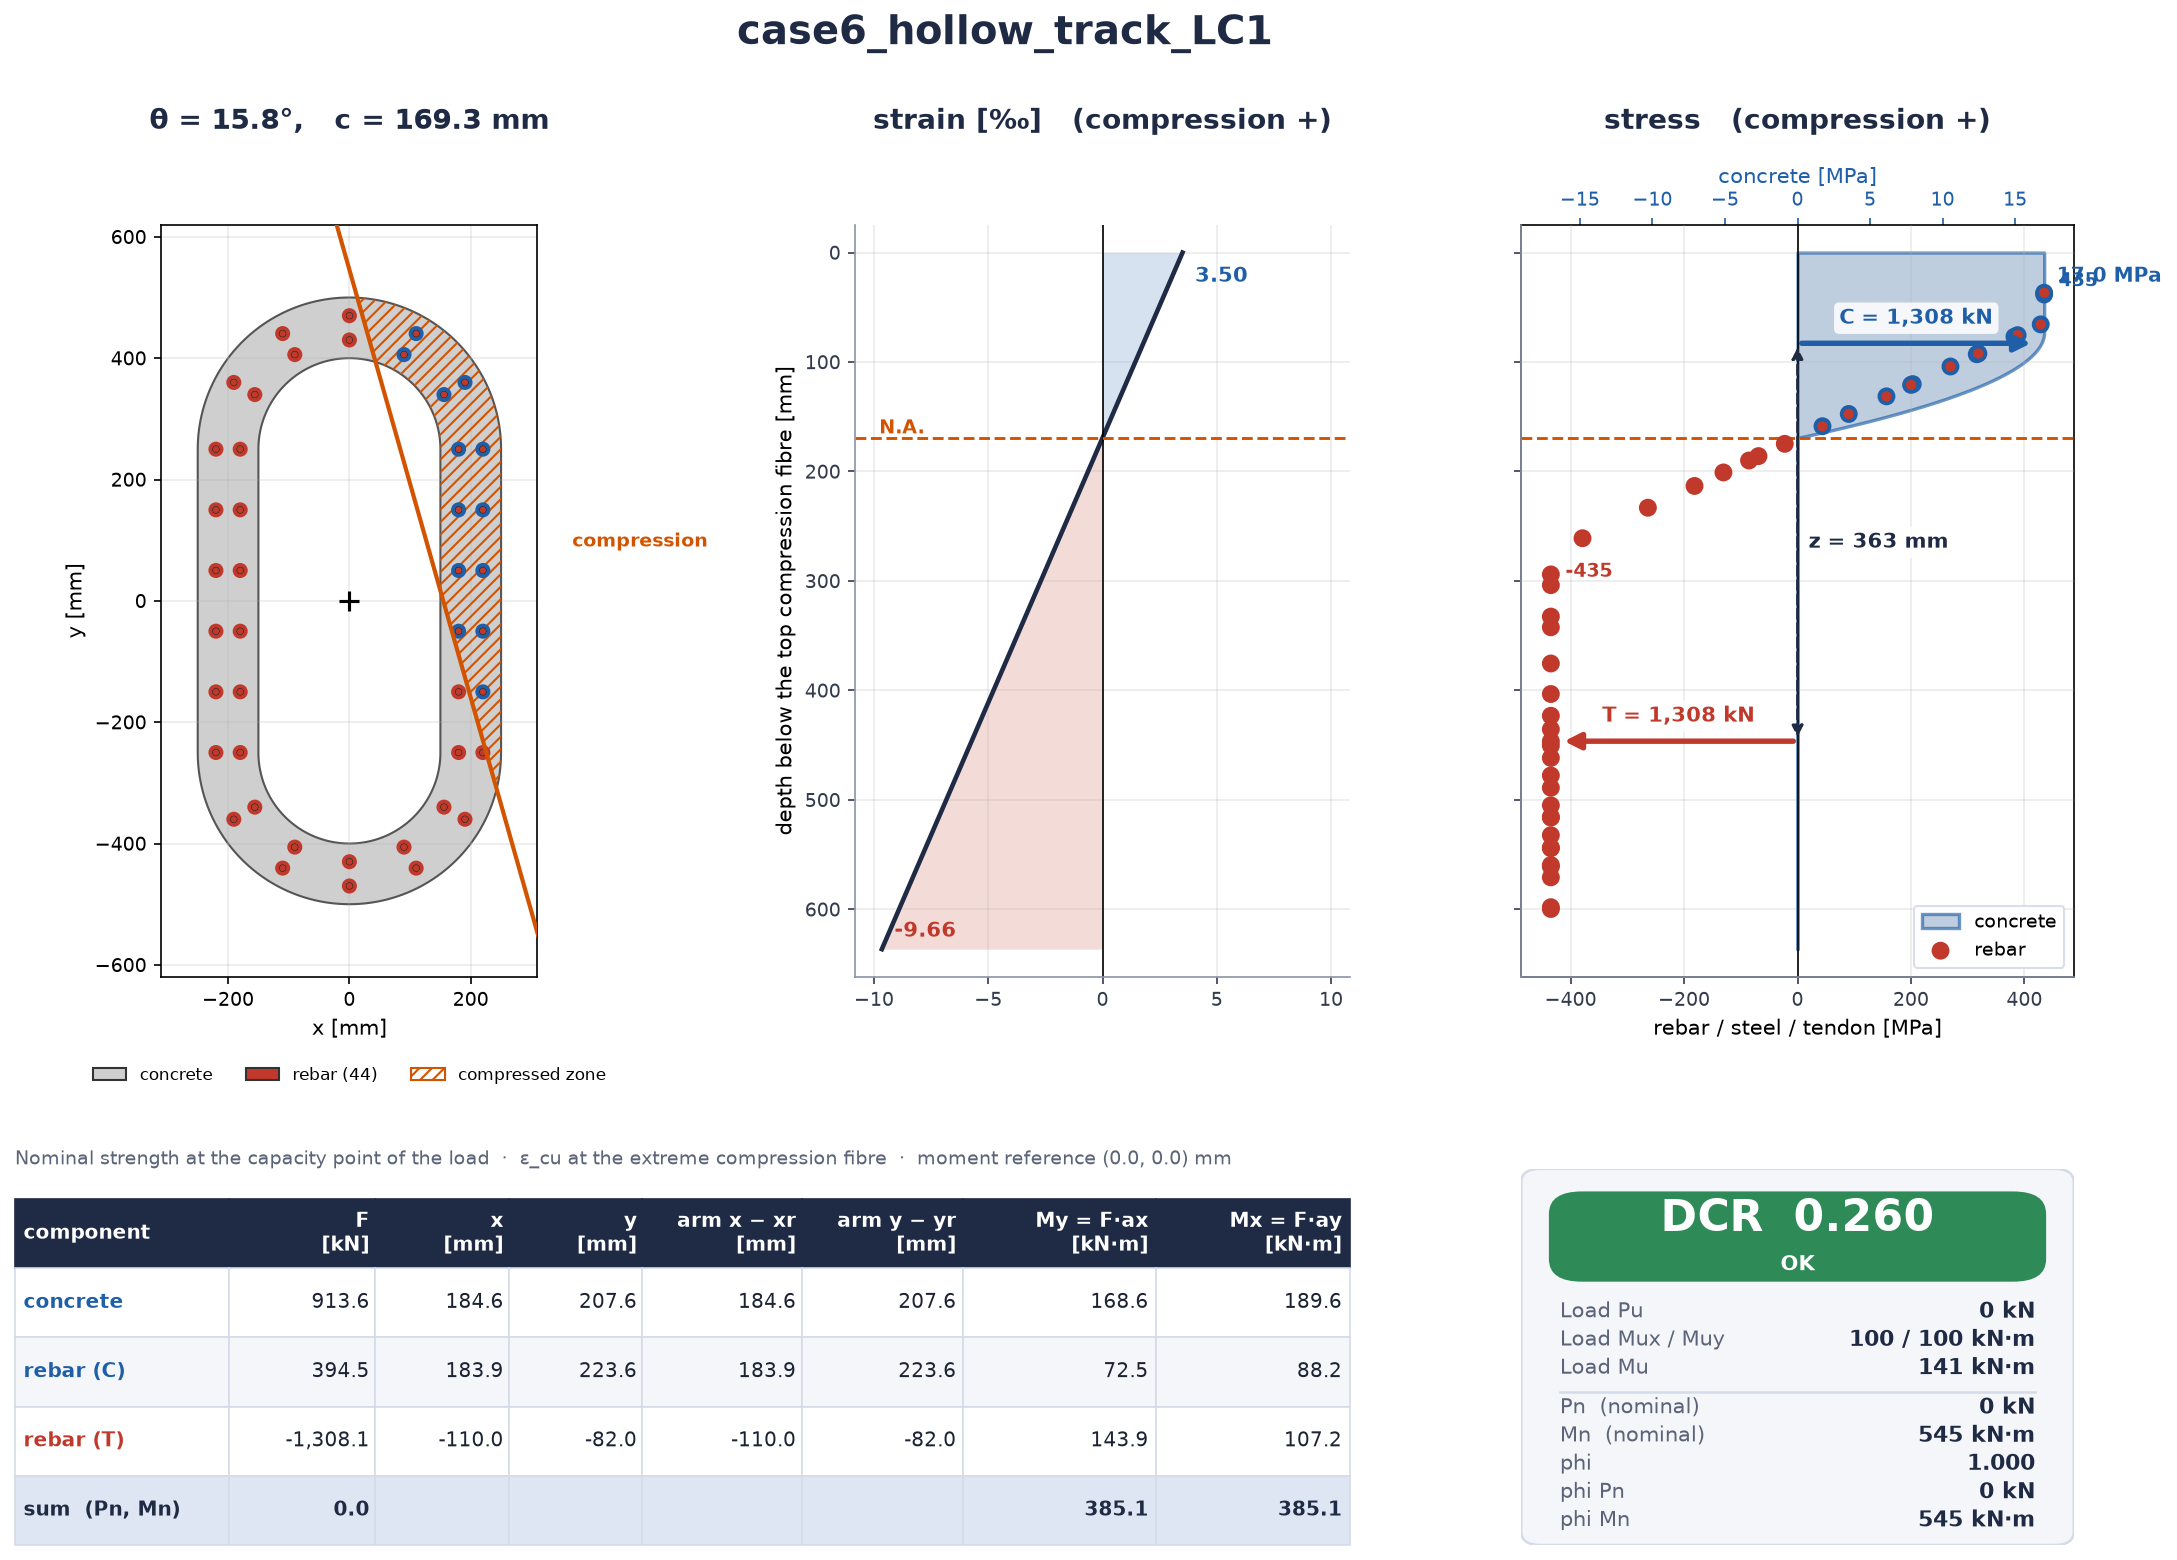 case6_hollow_track_LC1
θ = 15.8°,   c = 169.3 mm
strain [‰]   (compression +)
stress   (compression +)
concrete [MPa]
−15 −10 −5 0 5 10 15
600
400
200
0
−200
−400
−600
y [mm]
−200 0 200
x [mm]
compression
concrete
rebar (44)
compressed zone
0
100
200
300
400
500
600
depth below the top compression fibre [mm]
3.50
N.A.
-9.66
−10 −5 0 5 10
17.0 MPa
435
C = 1,308 kN
z = 363 mm
-435
T = 1,308 kN
concrete
rebar
−400 −200 0 200 400
rebar / steel / tendon [MPa]
Nominal strength at the capacity point of the load  ·  ε_cu at the extreme compression fibre  ·  moment reference (0.0, 0.0) mm
component F [kN] x [mm] y [mm] arm x − xr [mm] arm y − yr [mm] My = F·ax [kN·m] Mx = F·ay [kN·m]
concrete 913.6 184.6 207.6 184.6 207.6 168.6 189.6
rebar (C) 394.5 183.9 223.6 183.9 223.6 72.5 88.2
rebar (T) -1,308.1 -110.0 -82.0 -110.0 -82.0 143.9 107.2
sum  (Pn, Mn) 0.0 385.1 385.1
DCR  0.260
OK
Load Pu 0 kN
Load Mux / Muy 100 / 100 kN·m
Load Mu 141 kN·m
Pn  (nominal) 0 kN
Mn  (nominal) 545 kN·m
phi 1.000
phi Pn 0 kN
phi Mn 545 kN·m